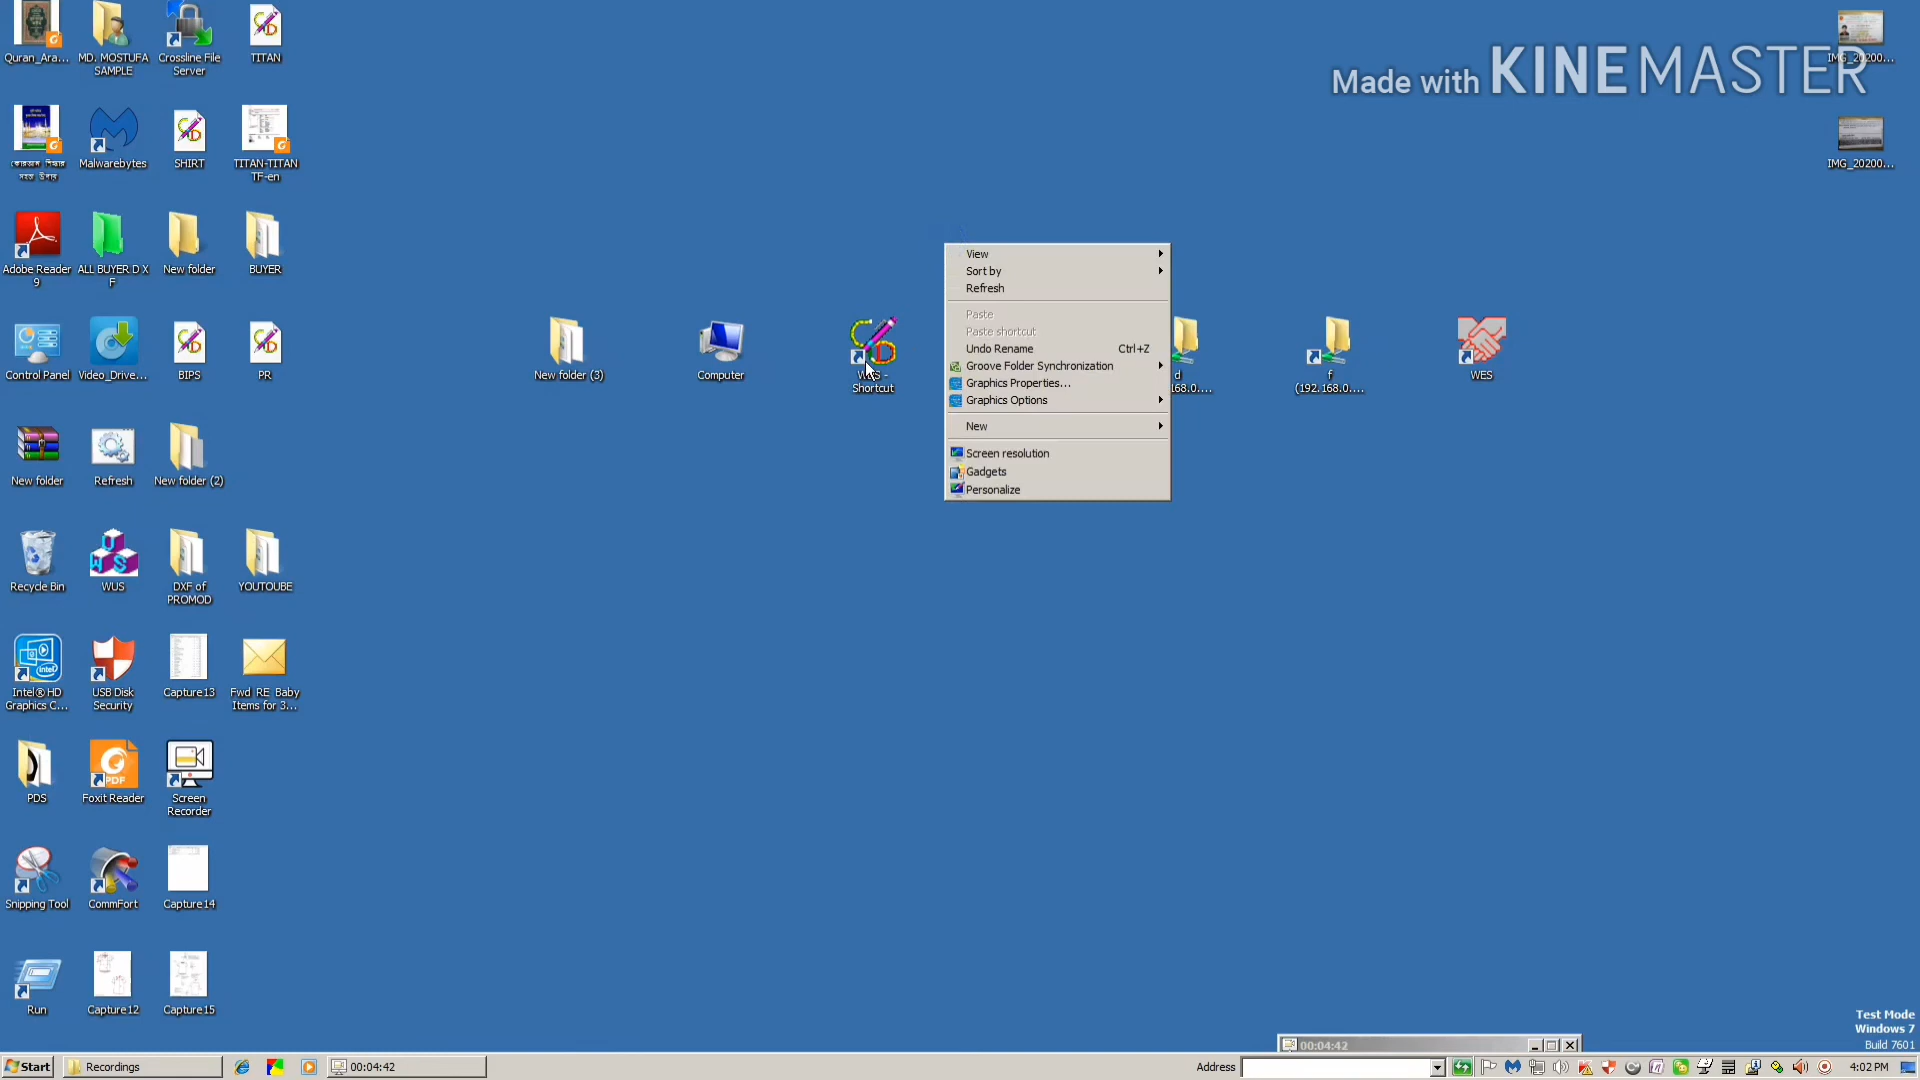 Quran_Ara...
MD. MOSTUFA
SAMPLE
Crossline File
Server
TITAN
IMG_20200...
Made with KINEMASTER
Malwarebytes
SHIRT
TITAN-TITAN
TF-en
IMG_20200...
Adobe Reader
9
ALL BUYER D X
F
New folder
BUYER
View
Sort by
Refresh
Paste
Paste shortcut
Undo Rename Ctrl+Z
Groove Folder Synchronization
Graphics Properties...
Graphics Options
New
Screen resolution
Gadgets
Personalize
Control Panel
Video_Drive...
BIPS
PR
New folder (3)
Computer
Shortcut
d
68.0....
f
(192.168.0....
WES
New folder
Refresh
New folder (2)
Recycle Bin
WUS
DXF of
PROMOD
YOUTOUBE
Intel® HD
Graphics C...
USB Disk
Security
Capture13
Fwd_RE_Baby
Items for 3...
PDS
Foxit Reader
Screen
Recorder
Snipping Tool
CommFort
Capture14
Run
Capture12
Capture15
Test Mode
Windows 7
Build 7601
00:04:42
Start
Recordings
00:04:42
Address
4:02 PM